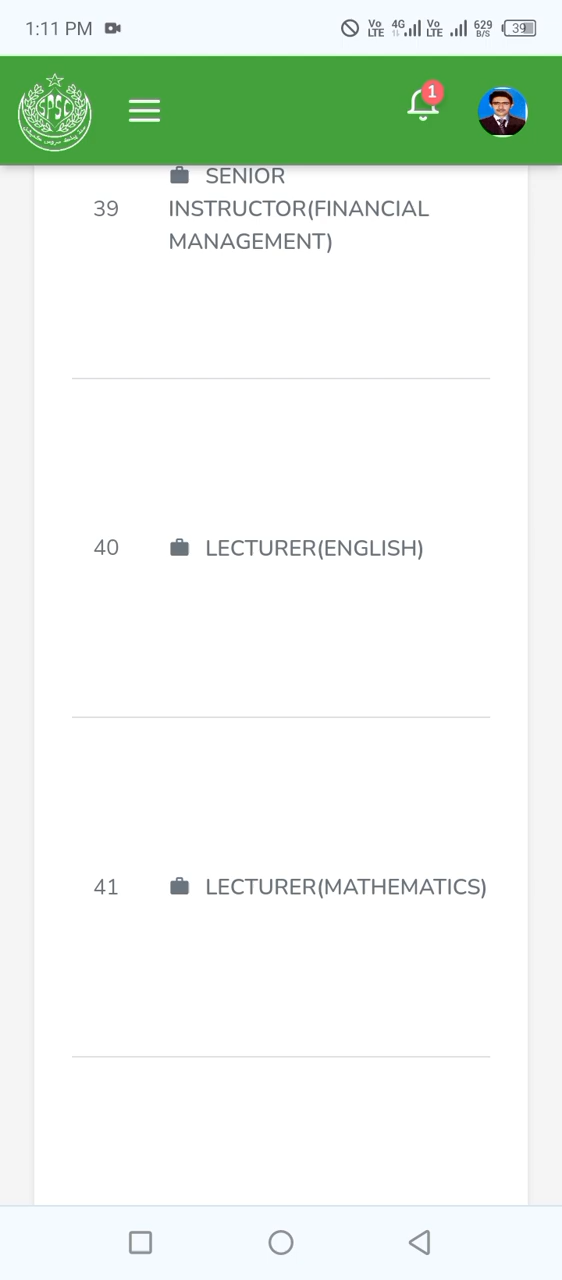 1:11 PM
Vo LTE 4G Vo LTE 629 B/S 39
SPSC
1
SENIOR
39 INSTRUCTOR(FINANCIAL
MANAGEMENT)
40 LECTURER(ENGLISH)
41 LECTURER(MATHEMATICS)